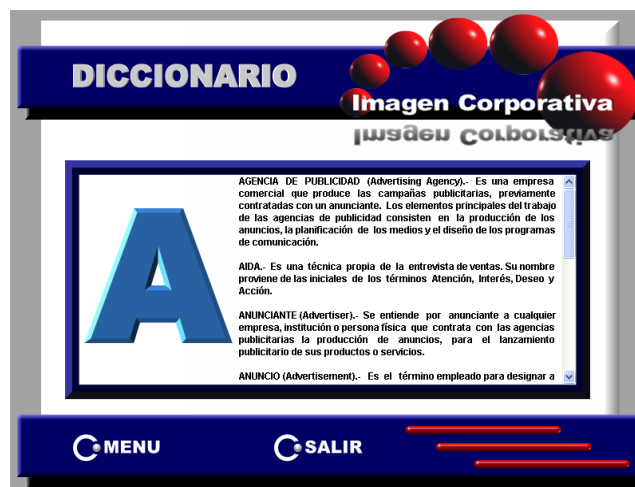 DICCIONARIO
Imagen Corporativa
Imagen Corporativa
A
AGENCIA DE PUBLICIDAD (Advertising Agency).- Es una empresa
comercial que produce las campañas publicitarias, previamente
contratadas con un anunciante. Los elementos principales del trabajo
de las agencias de publicidad consisten en la producción de los
anuncios, la planificación de los medios y el diseño de los programas
de comunicación.
AIDA.- Es una técnica propia de la entrevista de ventas. Su nombre
proviene de las iniciales de los términos Atención, Interés, Deseo y
Acción.
ANUNCIANTE (Advertiser).- Se entiende por anunciante a cualquier
empresa, institución o persona física que contrata con las agencias
publicitarias la producción de anuncios, para el lanzamiento
publicitario de sus productos o servicios.
ANUNCIO (Advertisement).- Es el término empleado para designar a
MENU
SALIR